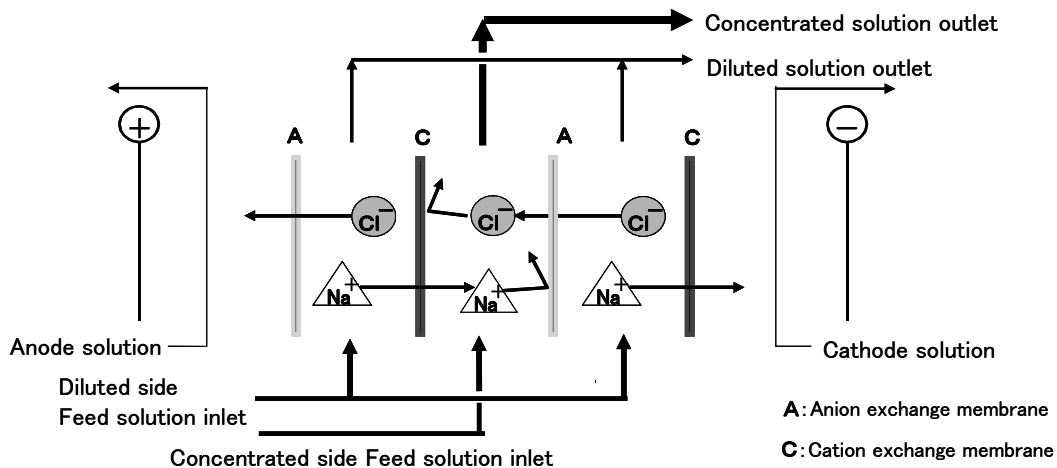 Concentrated solution outlet
Diluted solution outlet
+
−
A
C
A
C
Cl−
Cl−
Cl−
Na+
Na+
Na+
Anode solution
Cathode solution
Diluted side
Feed solution inlet
Concentrated side Feed solution inlet
A:Anion exchange membrane
C:Cation exchange membrane